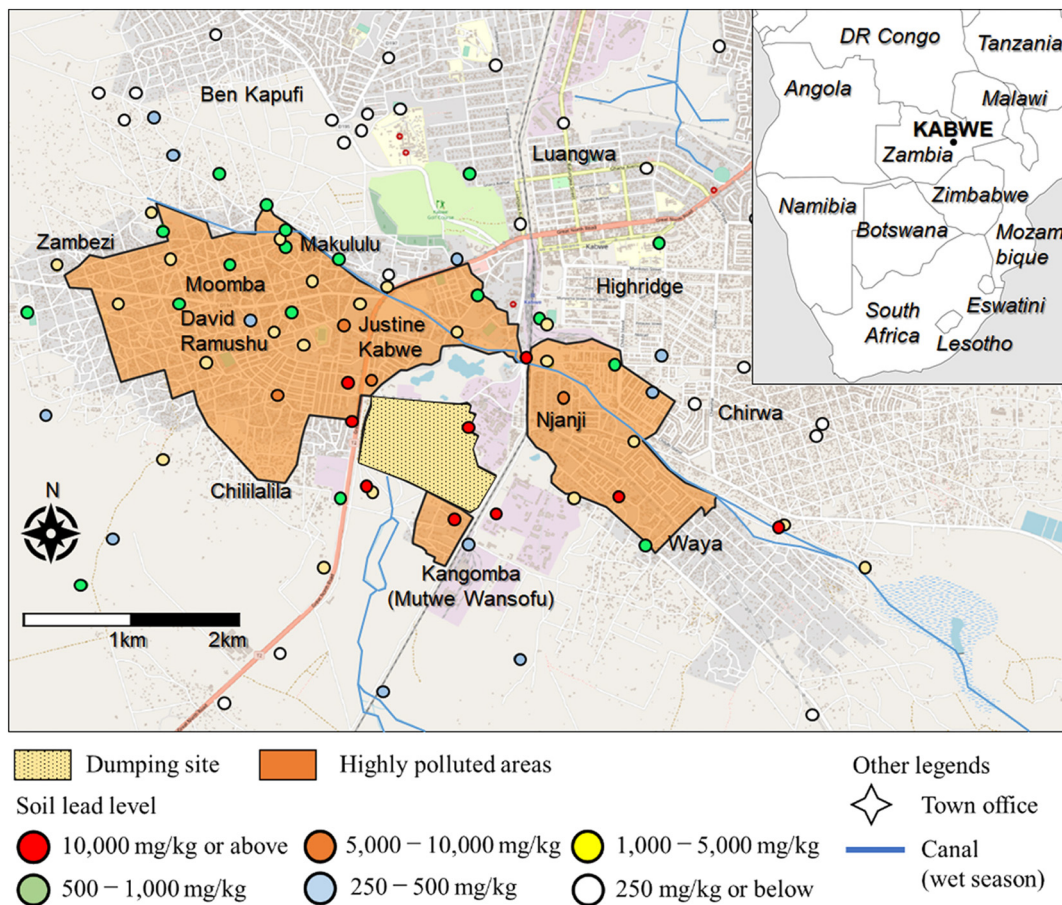 Ben Kapufi
Luangwa
Zambezi
Makululu
Moomba
Highridge
David
Ramushu
Justine
Kabwe
Njanji
Chirwa
Chililalila
Waya
Kangomba
(Mutwe Wansofu)
N
1km
2km
DR Congo
Tanzania
Angola
Malawi
KABWE
Zambia
Zimbabwe
Namibia
Botswana
Mozam
bique
Eswatini
South
Africa
Lesotho
Dumping site
Highly polluted areas
Other legends
Soil lead level
Town office
10,000 mg/kg or above
5,000 – 10,000 mg/kg
1,000 – 5,000 mg/kg
Canal
(wet season)
500 – 1,000 mg/kg
250 – 500 mg/kg
250 mg/kg or below